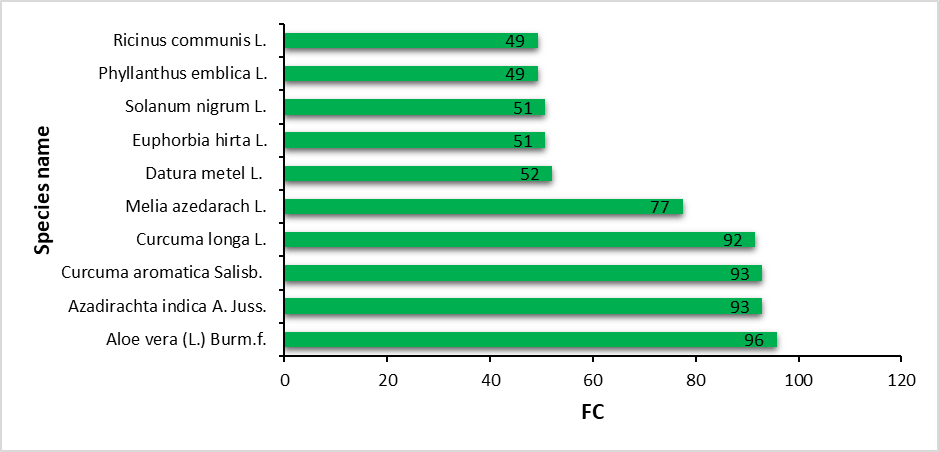 Species name
Ricinus communis L.
49
Phyllanthus emblica L.
49
Solanum nigrum L.
51
Euphorbia hirta L.
51
Datura metel L.
52
Melia azedarach L.
77
Curcuma longa L.
92
Curcuma aromatica Salisb.
93
Azadirachta indica A. Juss.
93
Aloe vera (L.) Burm.f.
96
0 20 40 60 80 100 120
FC